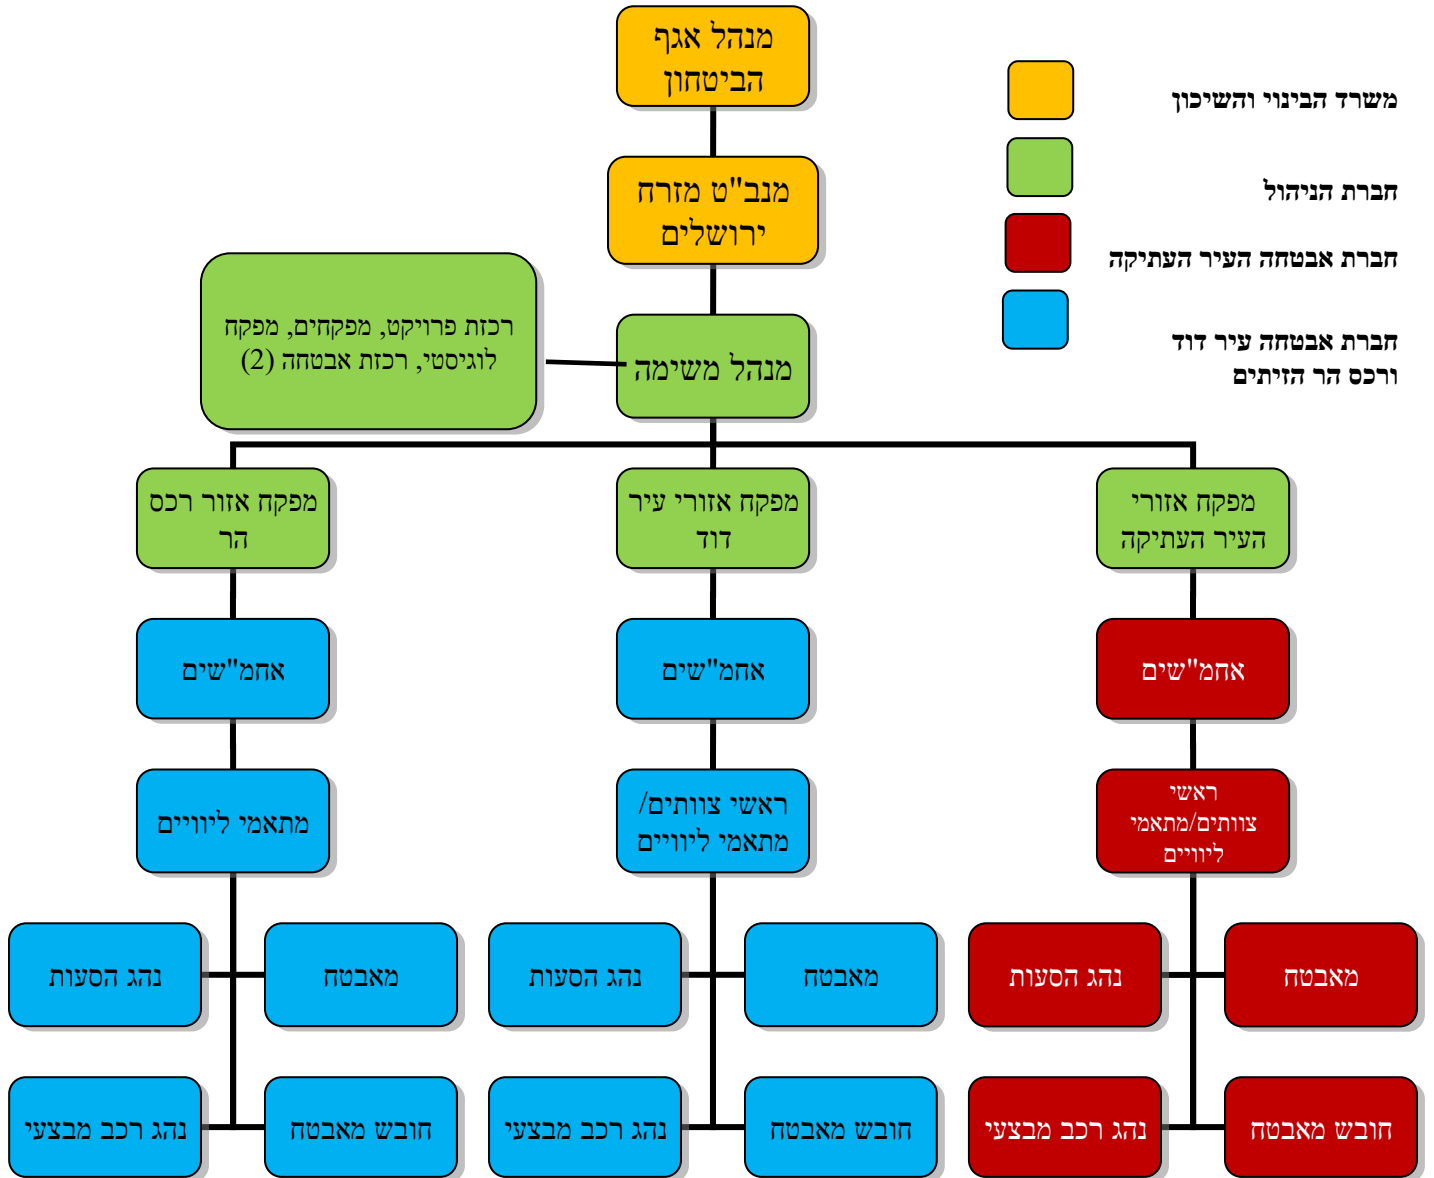 מנהל אגף
הביטחון
מנב"ט מזרח
ירושלים
משרד הבינוי והשיכון
חברת הניהול
חברת אבטחה העיר העתיקה
חברת אבטחה עיר דוד
ורכס הר הזיתים
מנהל משימה
רכזת פרויקט, מפקחים, מפקח
לוגיסטי, רכזת אבטחה (2)
מפקח אזורי
העיר העתיקה
מפקח אזורי עיר
דוד
מפקח אזור רכס
הר
אחמ"שים
אחמ"שים
אחמ"שים
ראשי
צוותים/מתאמי
ליוויים
ראשי צוותים/
מתאמי ליוויים
מתאמי ליוויים
מאבטח
נהג הסעות
מאבטח
נהג הסעות
מאבטח
נהג הסעות
חובש מאבטח
נהג רכב מבצעי
חובש מאבטח
נהג רכב מבצעי
חובש מאבטח
נהג רכב מבצעי